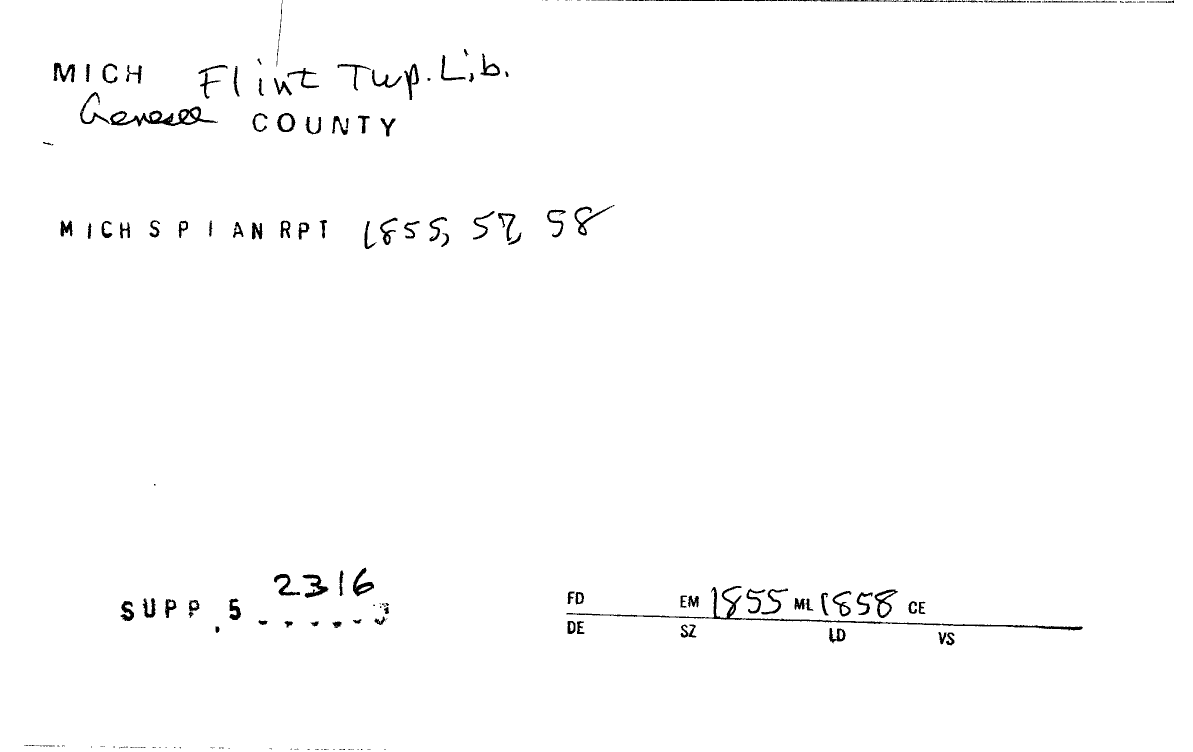 MICH Flint Twp. Lib.
Genesee COUNTY
MICH S P I AN RPT 1855, 57, 58
2316
SUPP. 5
FD EM 1855 ML 1858 CE
DE SZ LD VS